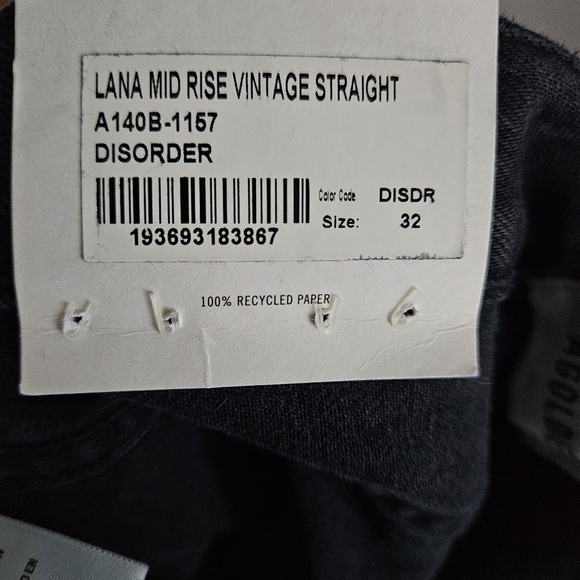 LANA MID RISE VINTAGE STRAIGHT
A140B-1157
DISORDER
Color Code DISDR
Size: 32
193693183867
100% RECYCLED PAPER